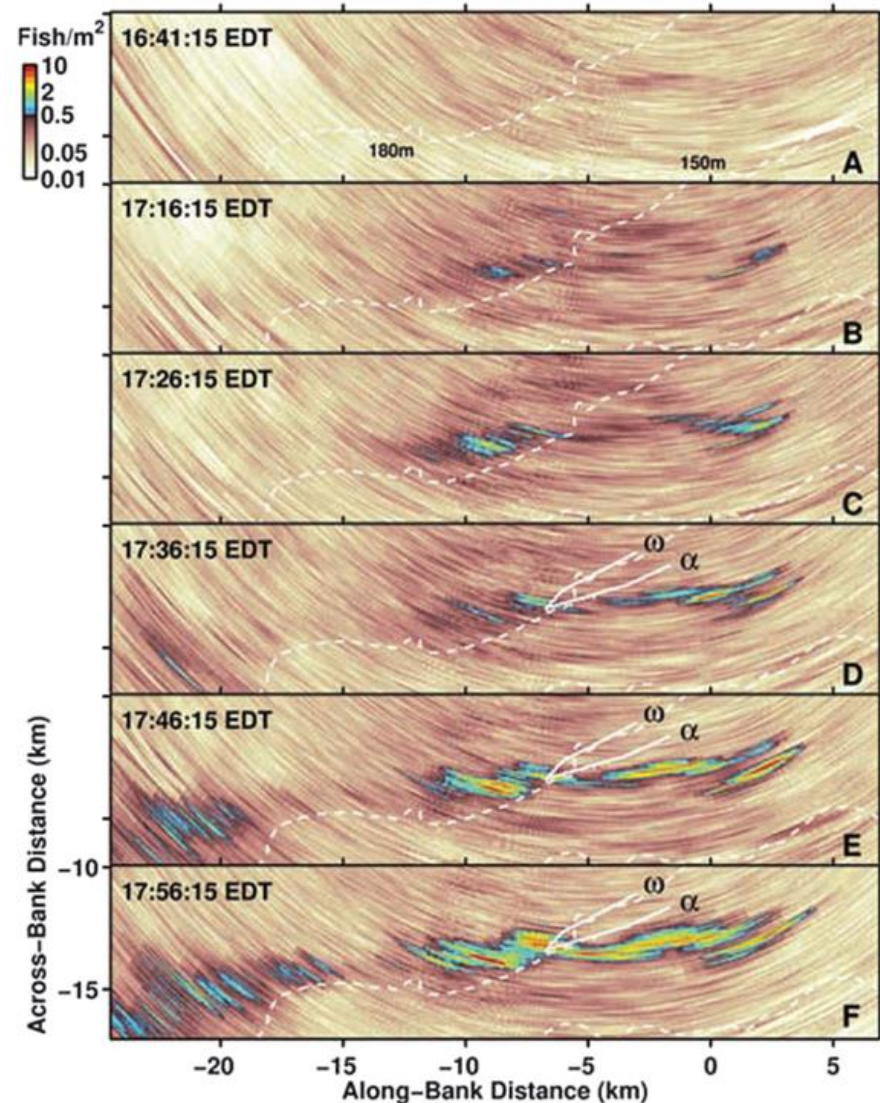 Fish/m²
10
2
0.5
0.05
0.01
16:41:15 EDT
180m
150m
A
17:16:15 EDT
B
17:26:15 EDT
C
17:36:15 EDT
ω
α
D
17:46:15 EDT
ω
α
E
17:56:15 EDT
ω
α
F
Across–Bank Distance (km)
−10
−15
−20
−15
−10
−5
0
5
Along–Bank Distance (km)